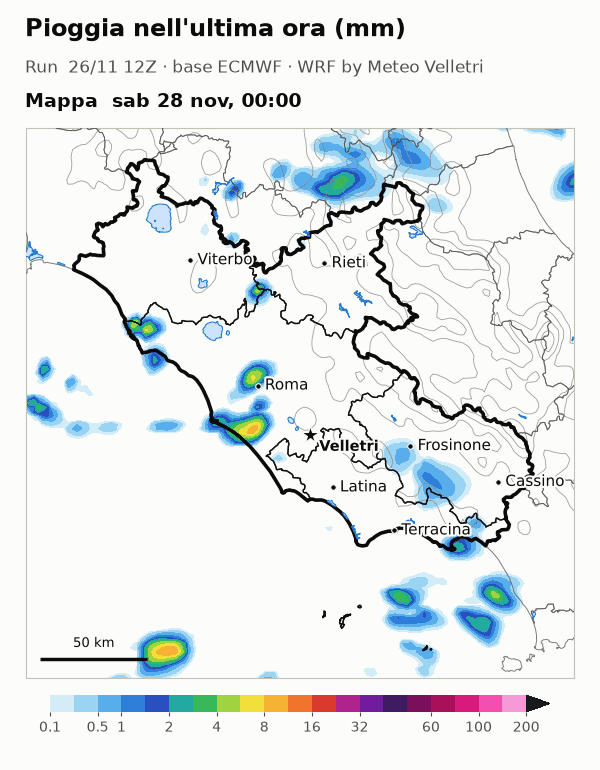 Pioggia nell'ultima ora (mm)
Run  26/11 12Z · base ECMWF · WRF by Meteo Velletri
Mappa  sab 28 nov, 00:00
Viterbo
Rieti
Roma
Velletri
Frosinone
Latina
Cassino
Terracina
50 km
0.1 0.5 1 2 4 8 16 32 60 100 200